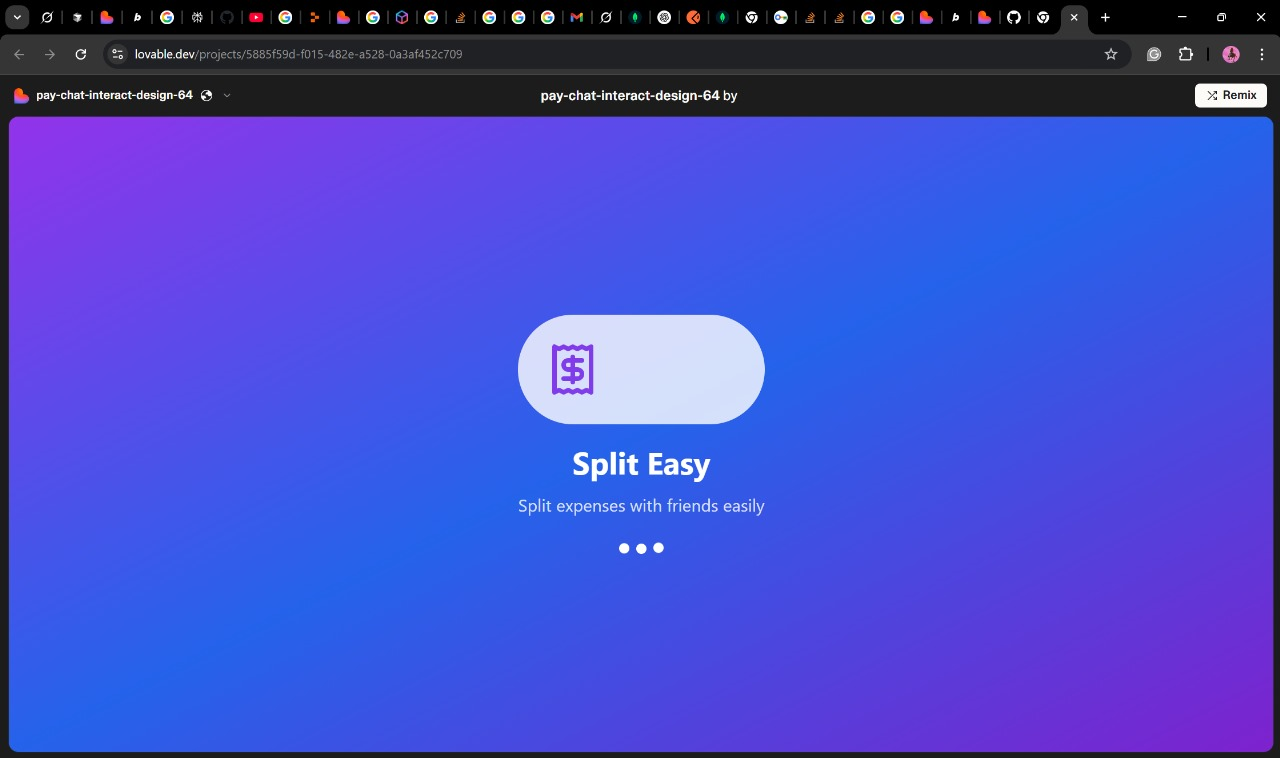 lovable.dev/projects/5885f59d-f015-482e-a528-0a3af452c709
pay-chat-interact-design-64
pay-chat-interact-design-64 by
Remix
$
Split Easy
Split expenses with friends easily